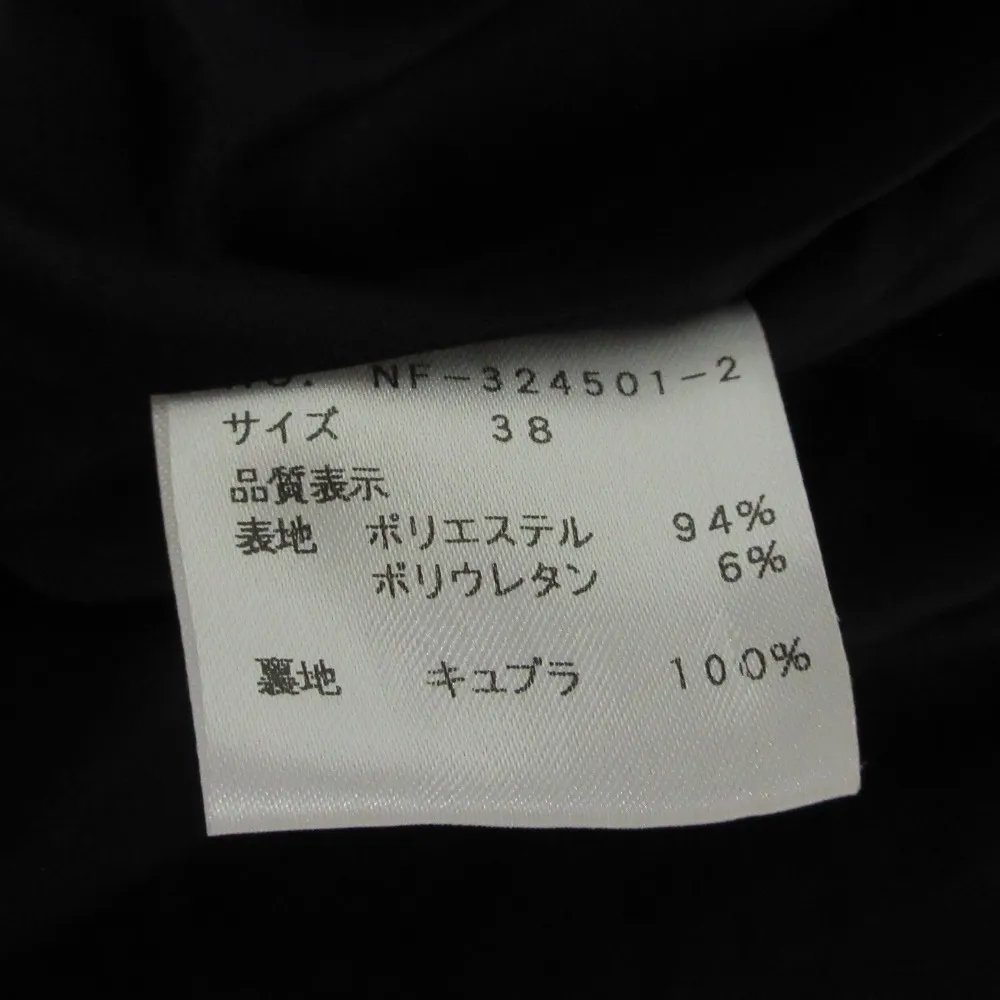 NO. NF-324501-2
サイズ 38
品質表示
表地 ポリエステル 94%
ポリウレタン 6%
裏地 キュプラ 100%